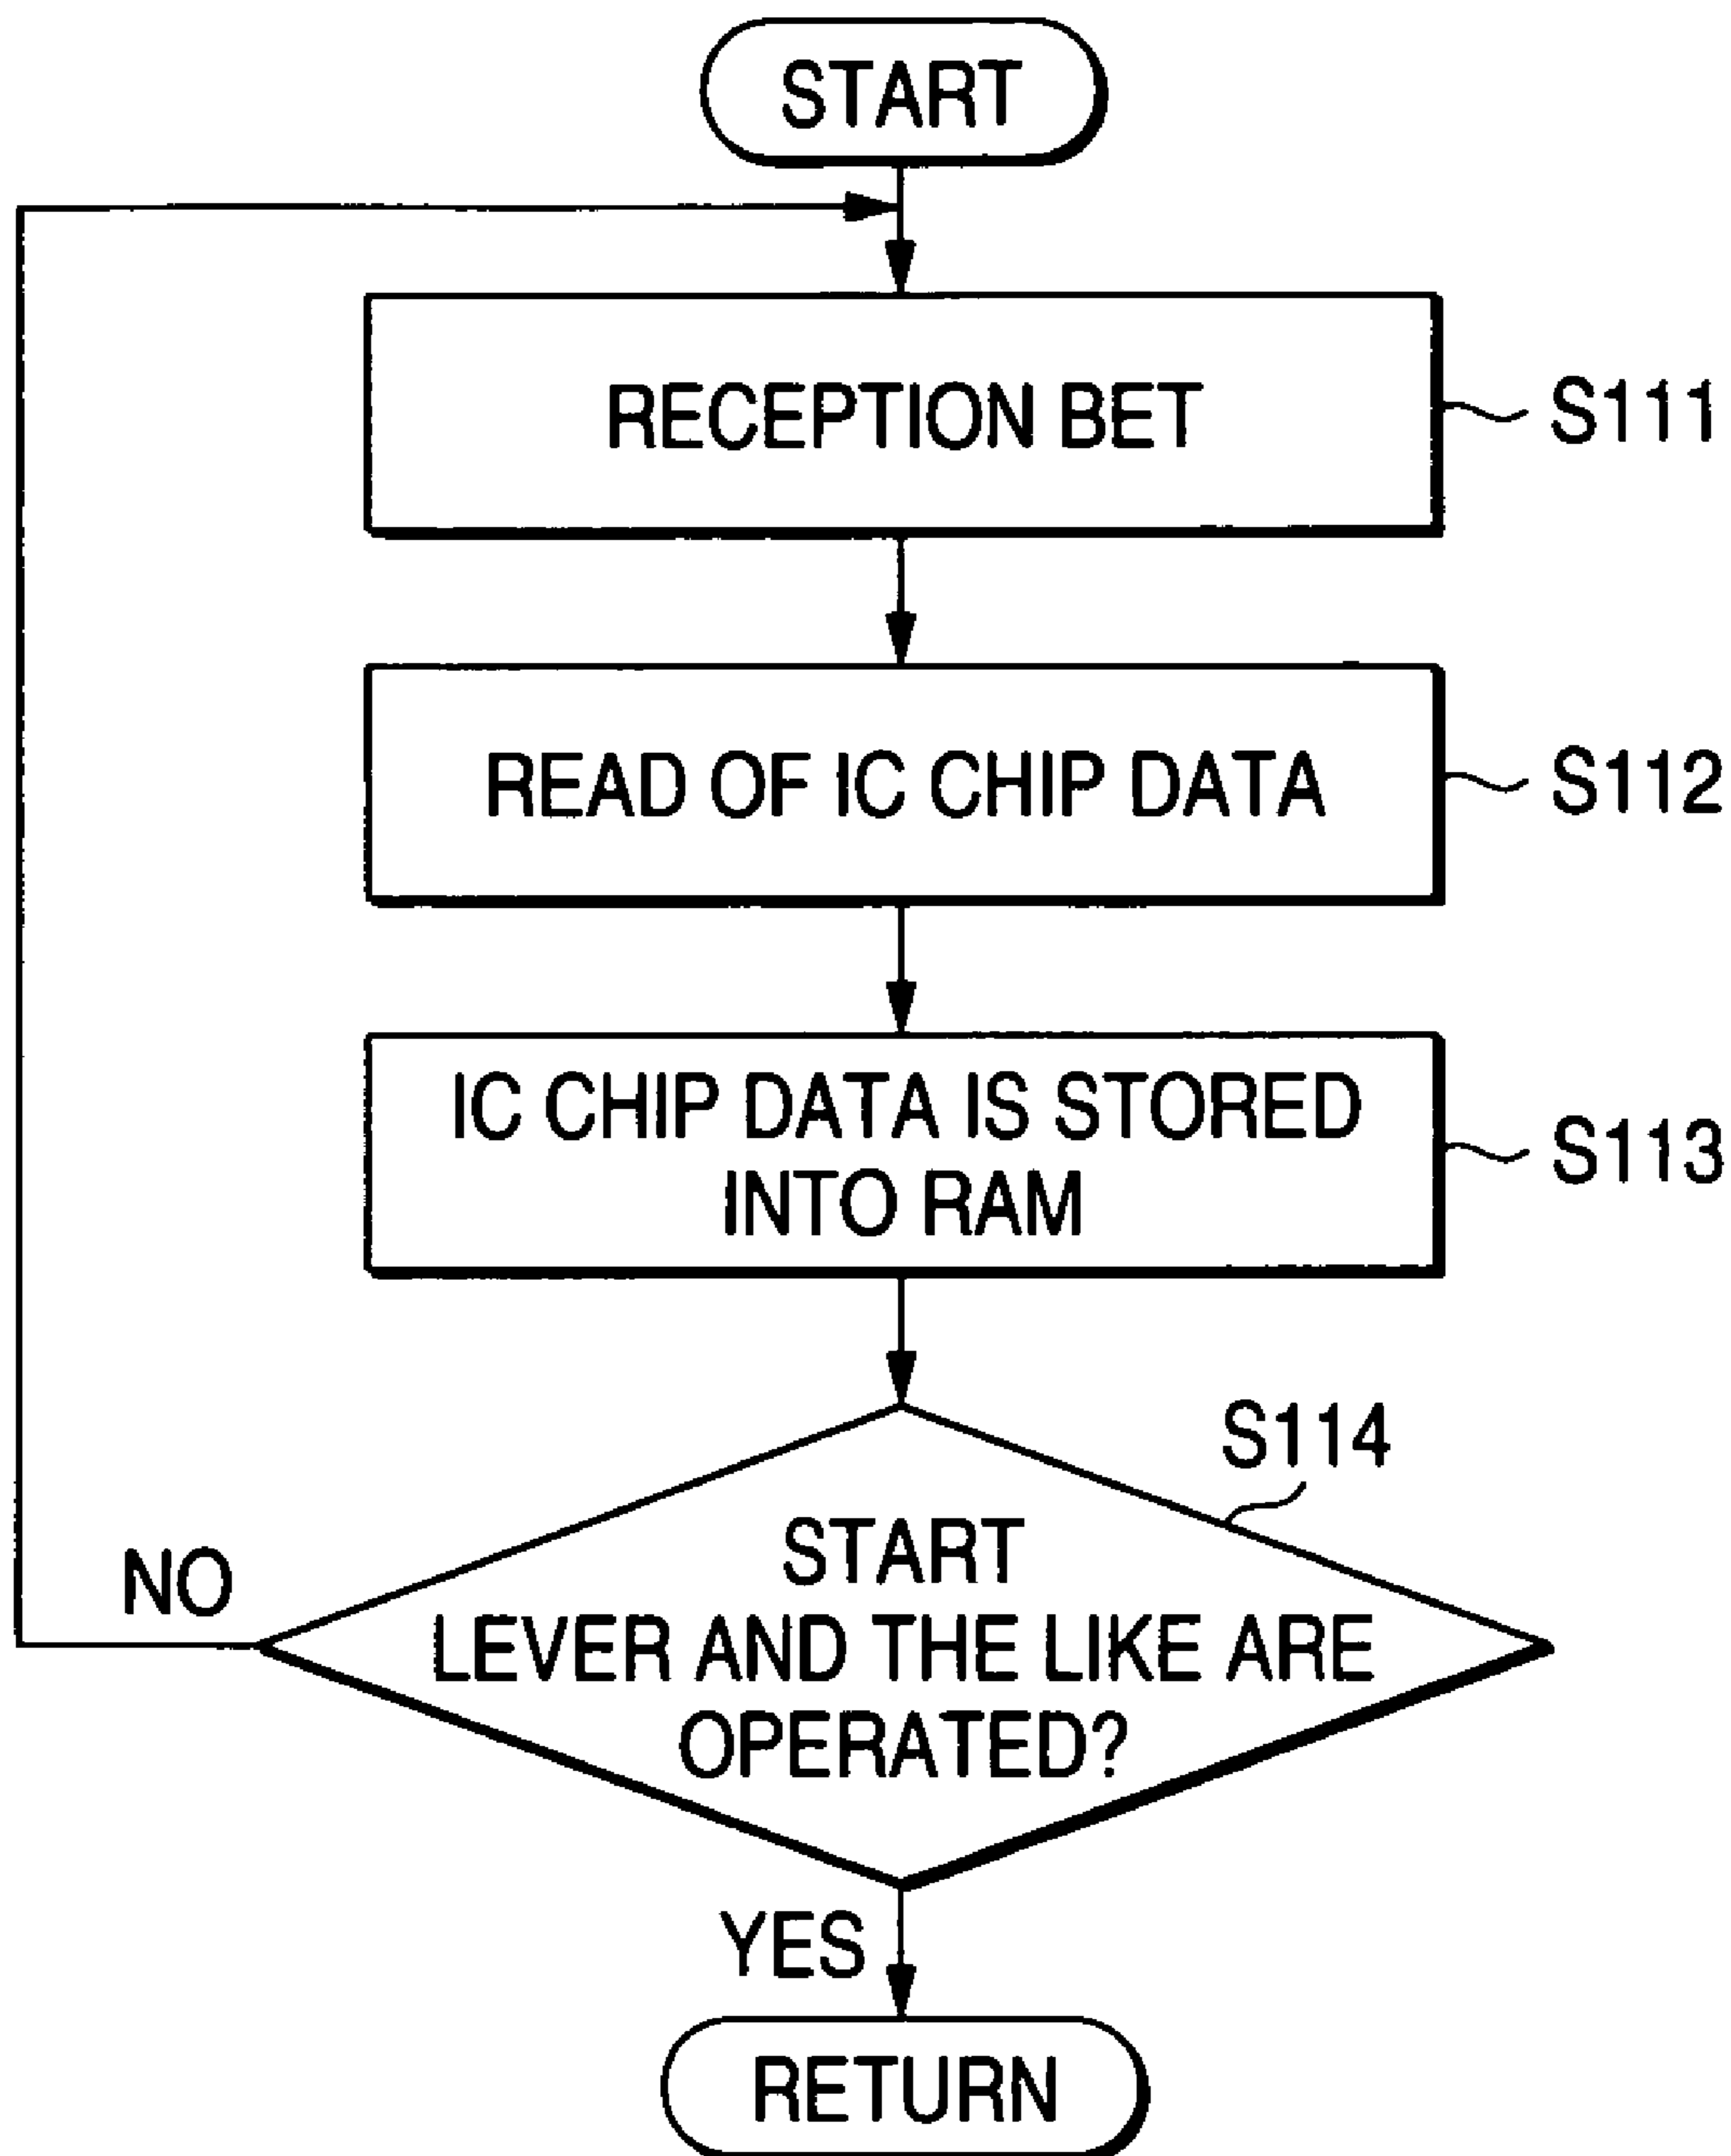 START
RECEPTION BET
S111
READ OF IC CHIP DATA
S112
IC CHIP DATA IS STORED
INTO RAM
S113
S114
START
LEVER AND THE LIKE ARE
OPERATED?
NO
YES
RETURN